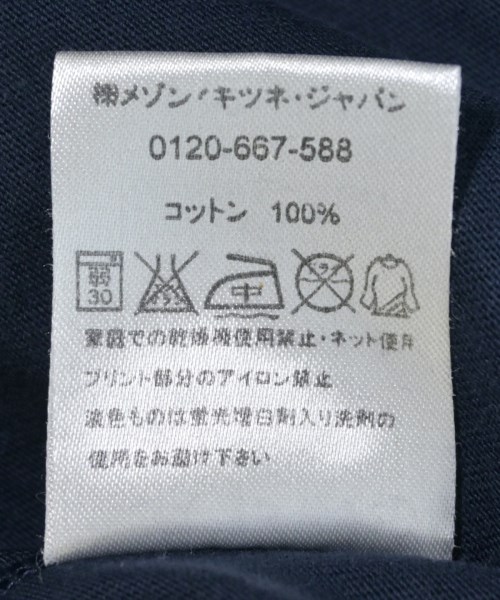 ㈱メゾン・キツネ・ジャパン
0120-667-588
コットン 100%
弱
30
中
家庭での乾燥機使用禁止・ネット使用
プリント部分のアイロン禁止
淡色ものは蛍光増白剤入り洗剤の
使用をお避け下さい